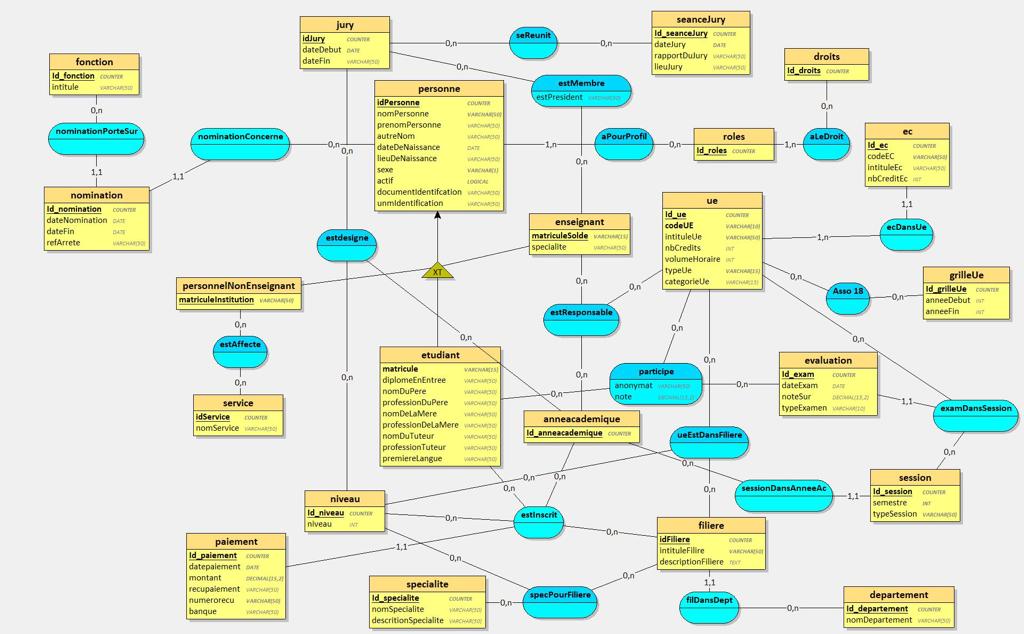 jury
idJury COUNTER
dateDebut DATE
dateFin DATE
0,n
seReunit
0,n
seanceJury
Id_seanceJury COUNTER
dateJury DATE
rapportDuJury VARCHAR(50)
lieuJury VARCHAR(50)
fonction
Id_fonction COUNTER
intitule VARCHAR(50)
0,n
nominationPorteSur
1,1
nomination
Id_nomination COUNTER
dateNomination DATE
dateFin DATE
refArrete VARCHAR(50)
1,1
nominationConcerne
0,n
0,n
personne
idPersonne COUNTER
nomPersonne VARCHAR(50)
prenomPersonne VARCHAR(50)
autreNom VARCHAR(50)
dateDeNaissance DATE
lieuDeNaissance VARCHAR(50)
sexe VARCHAR(1)
actif LOGICAL
documentIdentifcation VARCHAR(50)
unmIdentification VARCHAR(50)
0,n
estMembre
estPresident VARCHAR(50)
0,n
1,n
aPourProfil
0,n
roles
Id_roles COUNTER
1,n
aLeDroit
0,n
droits
Id_droits COUNTER
ec
Id_ec COUNTER
codeEC VARCHAR(50)
intituleEc VARCHAR(50)
nbCreditEc INT
1,1
ecDansUe
1,n
ue
Id_ue COUNTER
codeUE VARCHAR(10)
intituleUe VARCHAR(50)
nbCredits INT
volumeHoraire INT
typeUe VARCHAR(15)
categorieUe VARCHAR(15)
enseignant
matriculeSolde VARCHAR(15)
specialite VARCHAR(50)
estdesigne
XT
personnelNonEnseignant
matriculeInstitution VARCHAR(50)
0,n
estAffecte
0,n
service
idService COUNTER
nomService VARCHAR(50)
0,n
estResponsable
0,n
0,n
0,n
Asso 18
0,n
grilleUe
Id_grilleUe COUNTER
anneeDebut INT
anneeFin INT
0,n
0,n
0,n
0,n
etudiant
matricule VARCHAR(15)
diplomeEnEntree VARCHAR(50)
nomDuPere VARCHAR(50)
professionDuPere VARCHAR(50)
nomDeLaMere VARCHAR(50)
professionDeLaMere VARCHAR(50)
nomDuTuteur VARCHAR(50)
professionTuteur VARCHAR(50)
premiereLangue VARCHAR(50)
0,n
0,n
participe
anonymat VARCHAR(50)
note DECIMAL(15,2)
0,n
evaluation
Id_exam COUNTER
dateExam DATE
noteSur DECIMAL(15,2)
typeExamen VARCHAR(10)
1,1
examDansSession
0,n
anneacademique
Id_anneacademique COUNTER
ueEstDansFiliere
0,n
sessionDansAnneeAc
1,1
session
Id_session COUNTER
semestre INT
typeSession VARCHAR(50)
0,n
0,n
0,n
0,n
0,n
niveau
Id_niveau COUNTER
niveau INT
0,n
estInscrit
0,n
filiere
idFiliere COUNTER
intituleFilire VARCHAR(50)
descriptionFiliere TEXT
paiement
Id_paiement COUNTER
datepaiement DATE
montant DECIMAL(15,2)
recupaiement VARCHAR(50)
numerorecu VARCHAR(50)
banque VARCHAR(50)
1,1
0,n
specialite
Id_specialite COUNTER
nomSpecialite VARCHAR(50)
descritionSpecialite VARCHAR(50)
0,n
specPourFiliere
0,n
1,1
filDansDept
0,n
departement
Id_departement COUNTER
nomDepartement VARCHAR(50)